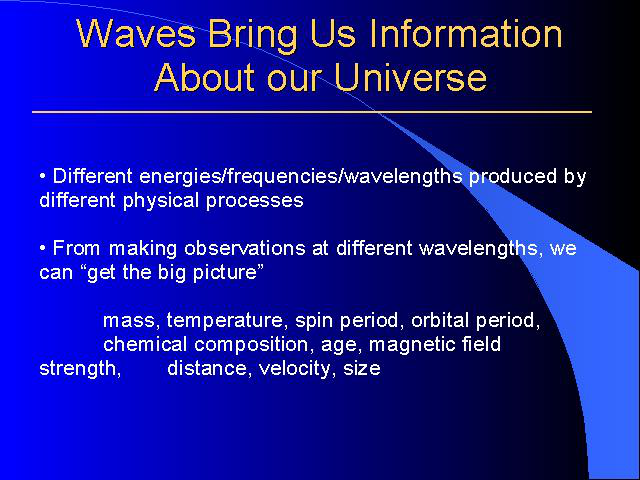 Waves Bring Us Information
About our Universe
• Different energies/frequencies/wavelengths produced by
different physical processes
• From making observations at different wavelengths, we
can “get the big picture”
mass, temperature, spin period, orbital period,
chemical composition, age, magnetic field
strength, distance, velocity, size